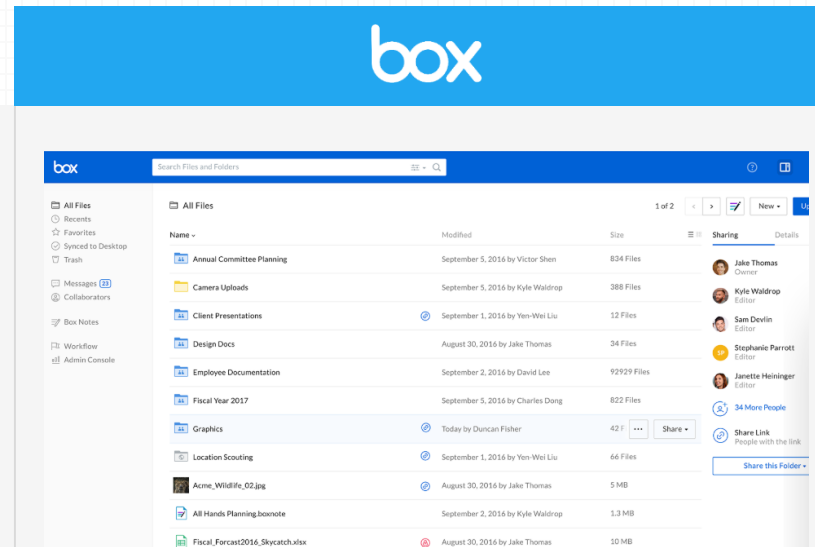 box
box
Search Files and Folders
All Files
Recents
Favorites
Synced to Desktop
Trash
Messages 23
Collaborators
Box Notes
Workflow
Admin Console
All Files
1 of 2
New
Name
Modified
Size
Annual Committee Planning September 5, 2016 by Victor Shen 834 Files
Camera Uploads September 5, 2016 by Kyle Waldrop 388 Files
Client Presentations September 1, 2016 by Yen-Wei Liu 12 Files
Design Docs August 30, 2016 by Jake Thomas 34 Files
Employee Documentation September 2, 2016 by David Lee 92929 Files
Fiscal Year 2017 September 5, 2016 by Charles Dong 822 Files
Graphics Today by Duncan Fisher 42 F ... Share
Location Scouting September 1, 2016 by Yen-Wei Liu 66 Files
Acme_Wildlife_02.jpg August 30, 2016 by Jake Thomas 5 MB
All Hands Planning.boxnote September 2, 2016 by Kyle Waldrop 1.3 MB
Fiscal_Forcast2016_Skycatch.xlsx August 30, 2016 by Jake Thomas 10 MB
Sharing Details
Jake Thomas
Owner
Kyle Waldrop
Editor
Sam Devlin
Editor
SP
Stephanie Parrott
Editor
Janette Heininger
Editor
34 More People
Share Link
People with the link
Share this Folder